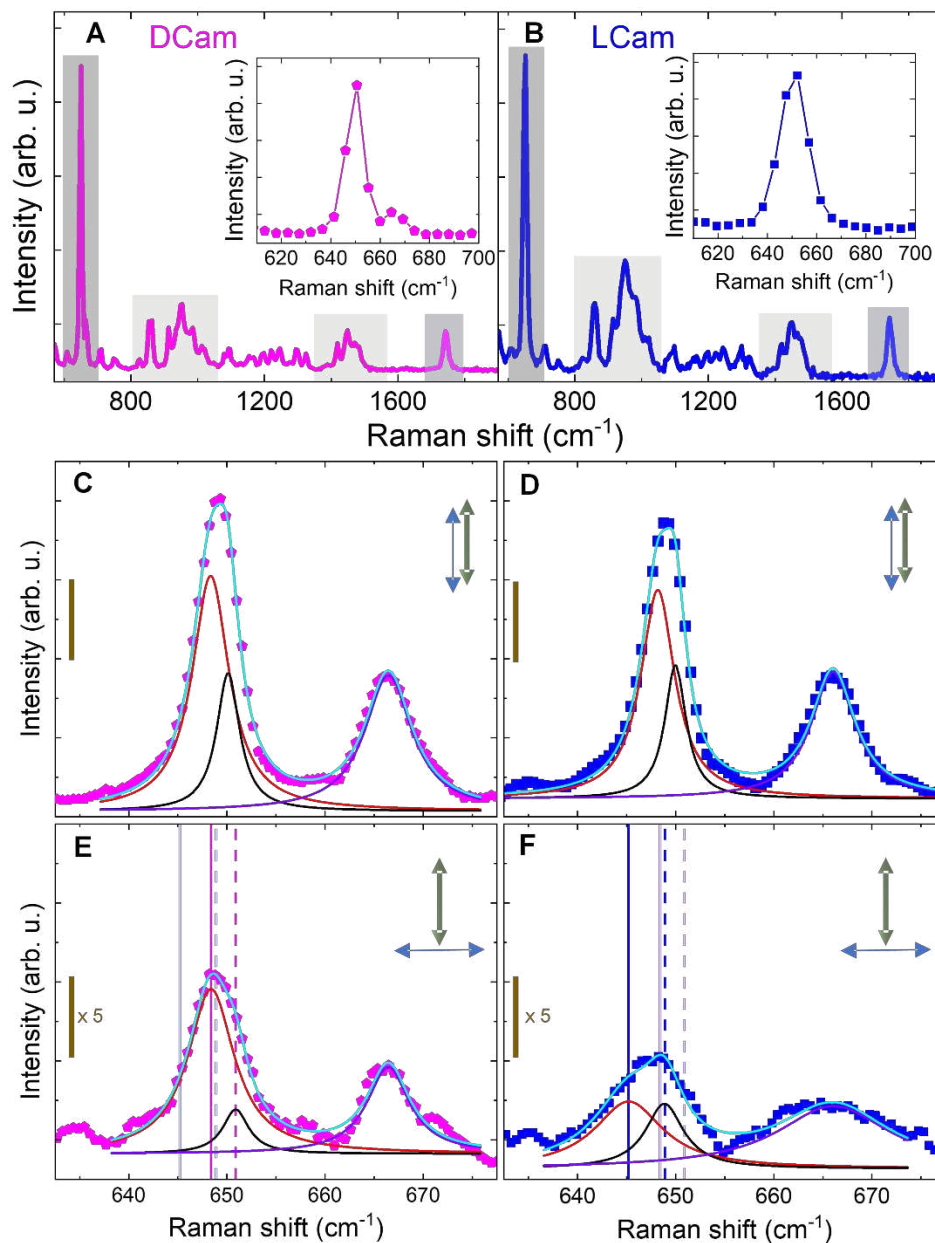 A DCam
Intensity (arb. u.)
620 640 660 680 700
Raman shift (cm⁻¹)
B LCam
Intensity (arb. u.)
620 640 660 680 700
Raman shift (cm⁻¹)
Intensity (arb. u.)
800 1200 1600 800 1200 1600
Raman shift (cm⁻¹)
C D
Intensity (arb. u.)
E F
Intensity (arb. u.)
x 5 x 5
640 650 660 670 640 650 660 670
Raman shift (cm⁻¹) Raman shift (cm⁻¹)